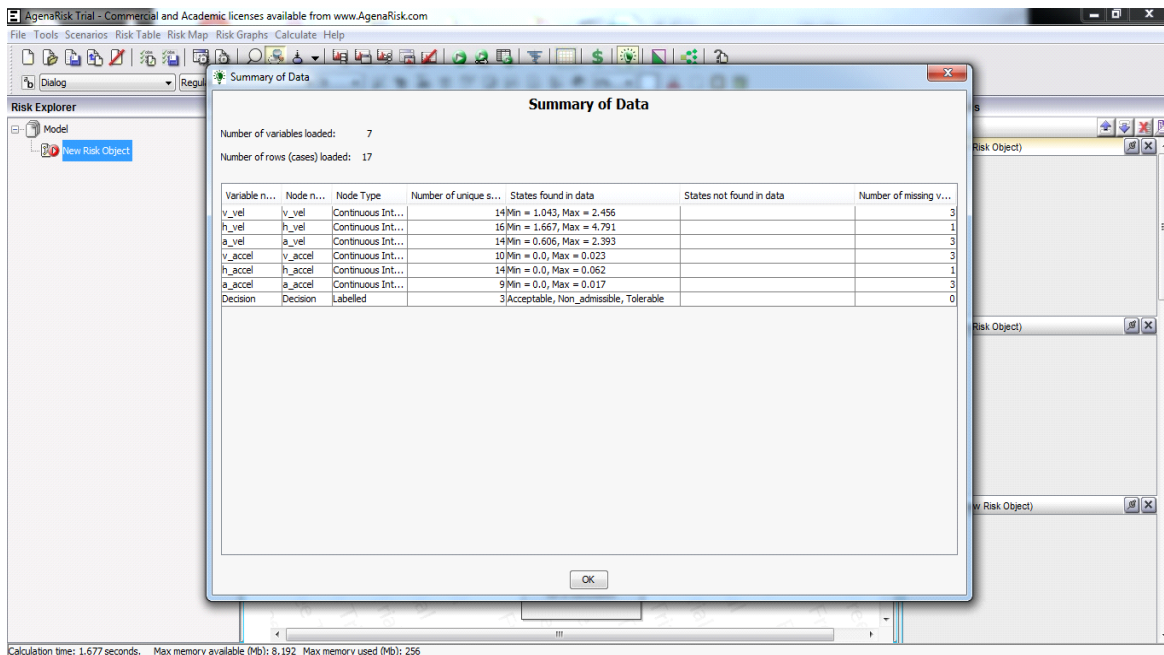 AgenaRisk Trial - Commercial and Academic licenses available from www.AgenaRisk.com
File Tools Scenarios Risk Table Risk Map Risk Graphs Calculate Help
Dialog Regul
Risk Explorer
Model
New Risk Object
Summary of Data
Summary of Data
Number of variables loaded: 7
Number of rows (cases) loaded: 17
Variable n... Node n... Node Type Number of unique s... States found in data States not found in data Number of missing v...
v_vel v_vel Continuous Int... 14 Min = 1.043, Max = 2.456 3
h_vel h_vel Continuous Int... 16 Min = 1.667, Max = 4.791 1
a_vel a_vel Continuous Int... 14 Min = 0.606, Max = 2.393 3
v_accel v_accel Continuous Int... 10 Min = 0.0, Max = 0.023 3
h_accel h_accel Continuous Int... 14 Min = 0.0, Max = 0.062 1
a_accel a_accel Continuous Int... 9 Min = 0.0, Max = 0.017 3
Decision Decision Labelled 3 Acceptable, Non_admissible, Tolerable 0
OK
s
Risk Object)
Risk Object)
w Risk Object)
Calculation time: 1.677 seconds. Max memory available (Mb): 8,192 Max memory used (Mb): 256